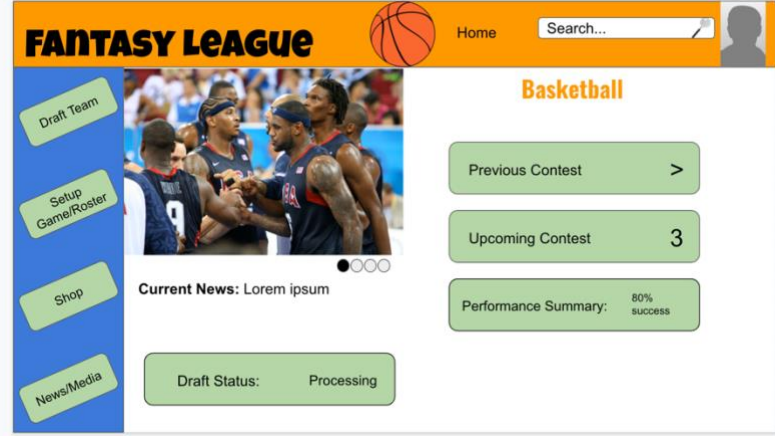 FANTASY LEAGUE
Home
Search...
Draft Team
Setup
Game/Roster
Shop
News/Media
Current News: Lorem ipsum
Draft Status: Processing
Basketball
Previous Contest >
Upcoming Contest 3
Performance Summary: 80%
success